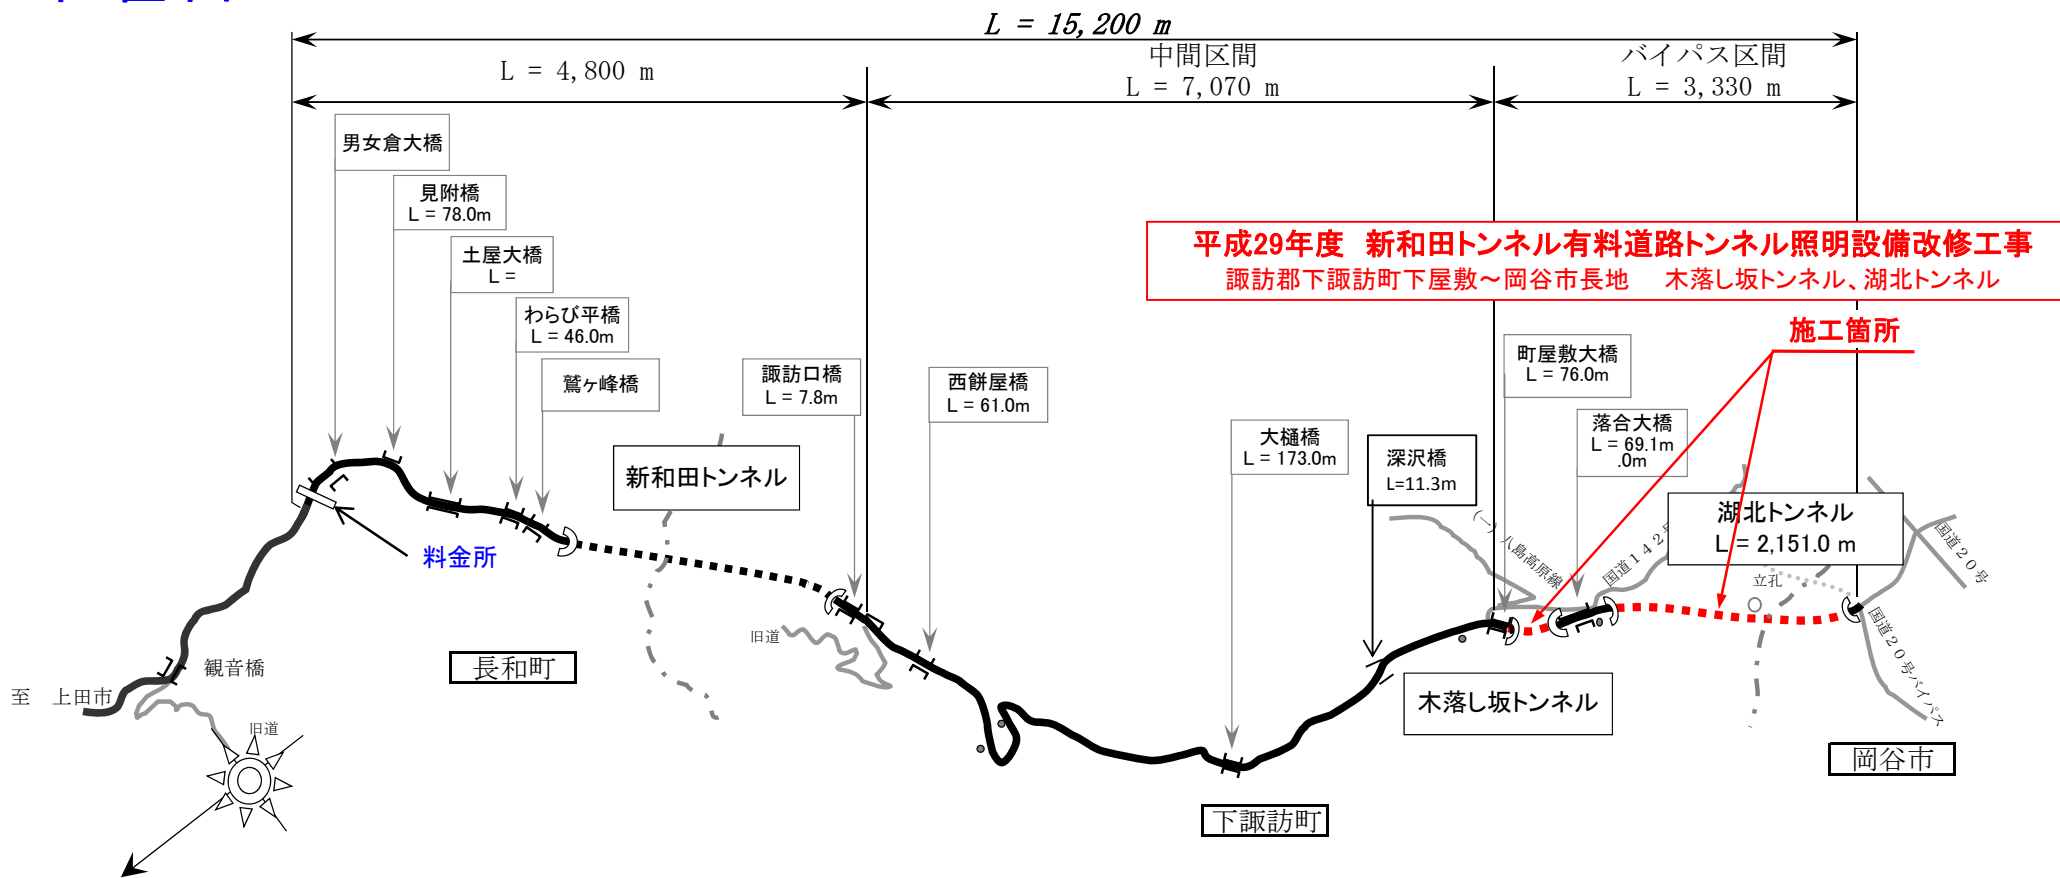 L = 15,200 m
L = 4,800 m
中間区間
L = 7,070 m
バイパス区間
L = 3,330 m
男女倉大橋
見附橋
L = 78.0m
土屋大橋
L =
わらび平橋
L = 46.0m
鷲ヶ峰橋
新和田トンネル
諏訪口橋
L = 7.8m
西餅屋橋
L = 61.0m
大樋橋
L = 173.0m
深沢橋
L=11.3m
平成29年度 新和田トンネル有料道路トンネル照明設備改修工事
諏訪郡下諏訪町下屋敷～岡谷市長地 木落し坂トンネル、湖北トンネル
施工箇所
町屋敷大橋
L = 76.0m
落合大橋
L = 69.1m
.0m
湖北トンネル
L = 2,151.0 m
(一)八島高原線
国道142号
立孔
国道20号
国道20号バイパス
料金所
旧道
観音橋
至 上田市
旧道
長和町
木落し坂トンネル
岡谷市
下諏訪町